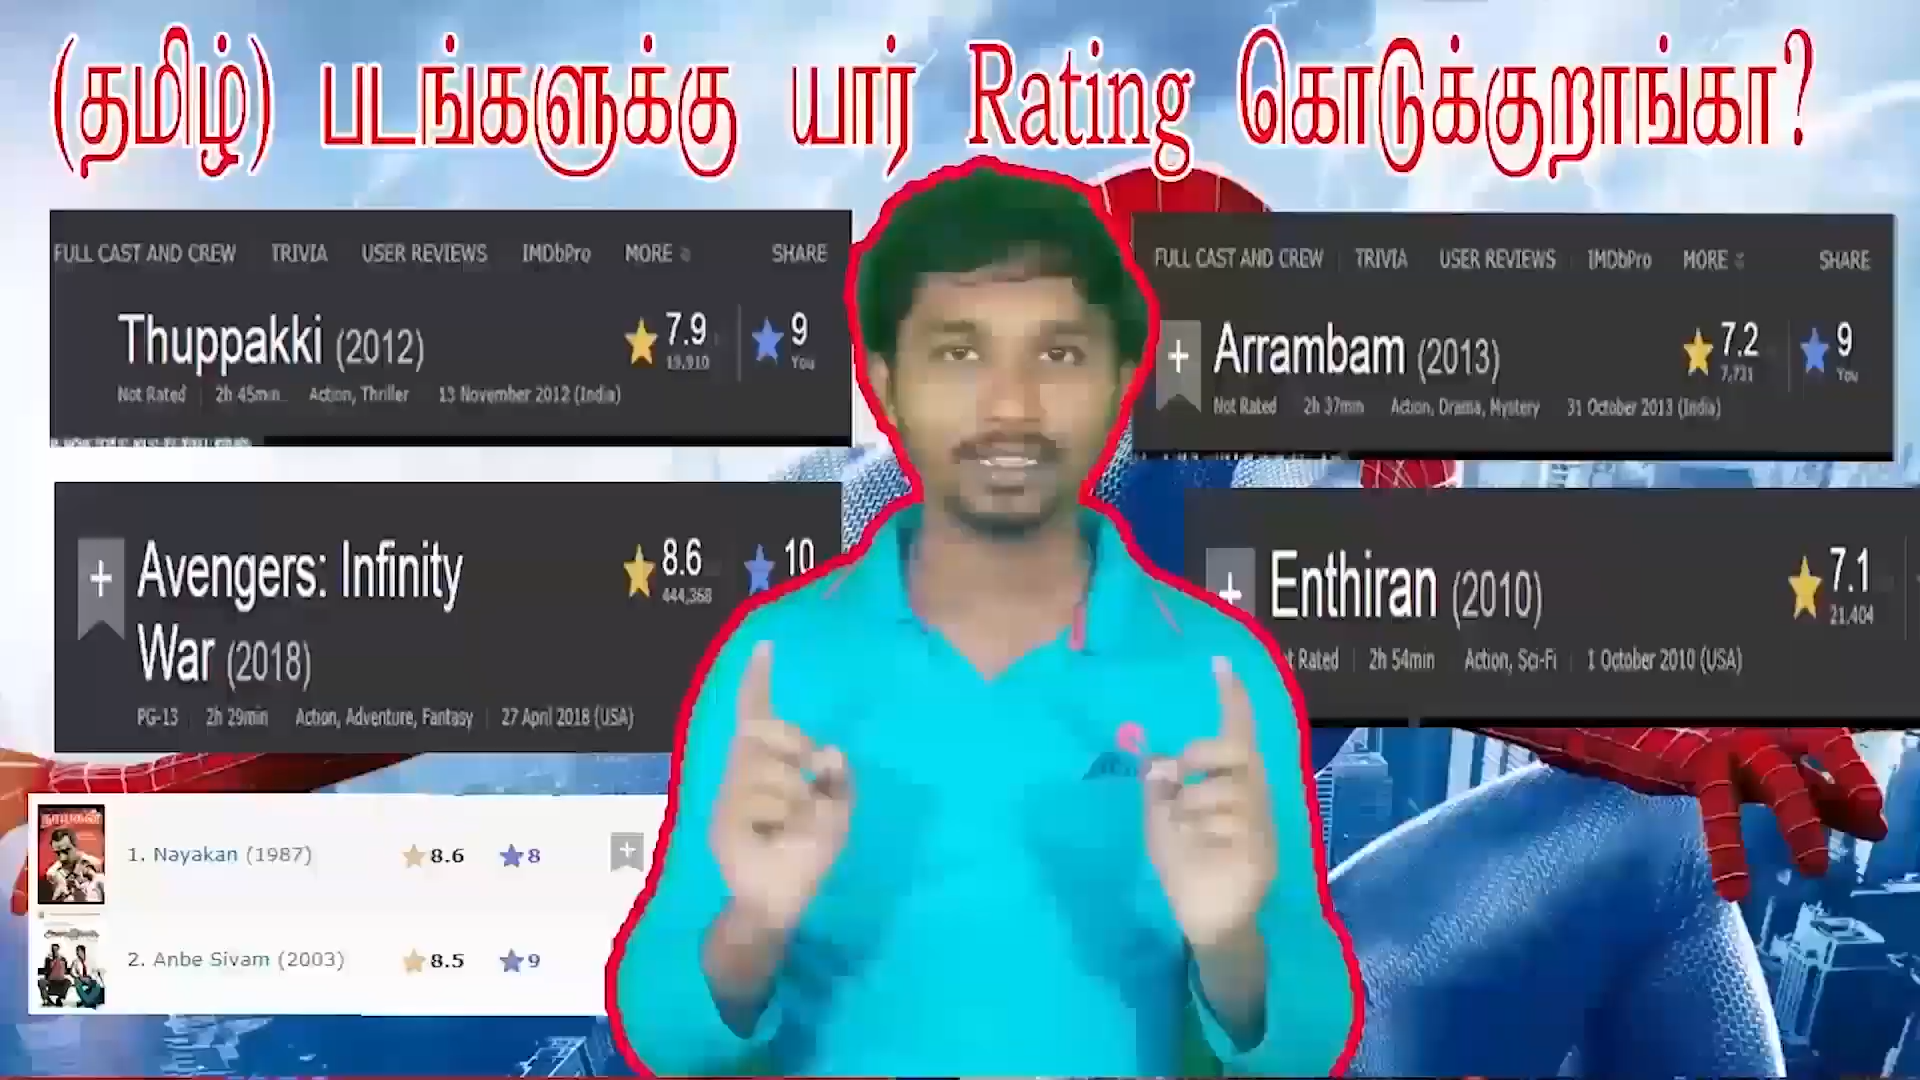 (தமிழ்) படங்களுக்கு யார் Rating கொடுக்குறாங்கா?
FULL CAST AND CREW TRIVIA USER REVIEWS IMDbPro MORE SHARE
Thuppakki (2012) 7.9 9
19,910 You
Not Rated 2h 45min Action, Thriller 13 November 2012 (India)
FULL CAST AND CREW TRIVIA USER REVIEWS IMDbPro MORE SHARE
+ Arrambam (2013) 7.2 9
7,731 You
Not Rated 2h 37min Action, Drama, Mystery 31 October 2013 (India)
+ Avengers: Infinity 8.6 10
444,368
War (2018)
PG-13 2h 29min Action, Adventure, Fantasy 27 April 2018 (USA)
+ Enthiran (2010) 7.1
21,404
t Rated 2h 54min Action, Sci-Fi 1 October 2010 (USA)
நாயகன்
1. Nayakan (1987) 8.6 8 +
2. Anbe Sivam (2003) 8.5 9